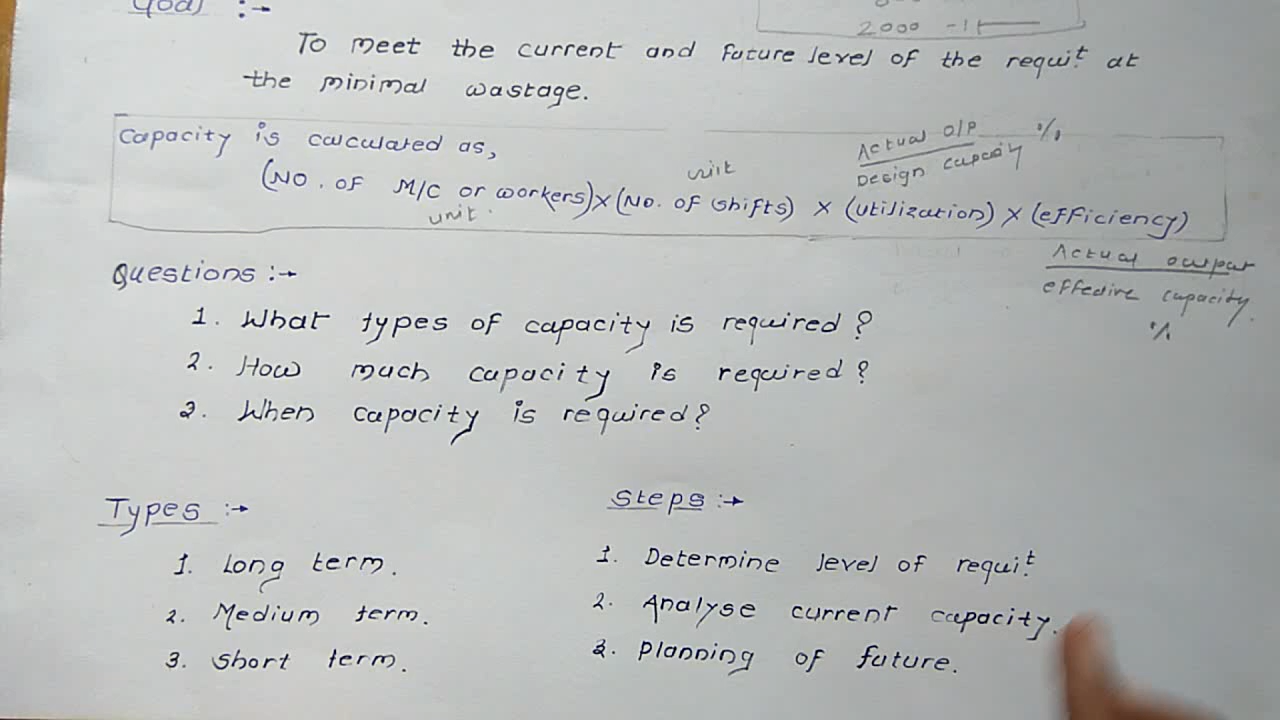 Goal :→
2000 -1t
To meet the current and future level of the requi.t at
the minimal wastage.
Capacity is calculated as,
Actual O/P %
Design capacity
unit
(No. of M/C or workers)×(No. of shifts) × (utilization) × (efficiency)
unit.
Actual output
effective capacity.
%
Questions :→
1. What types of capacity is required?
2. How much capacity is required?
3. When capacity is required?
Types :→
1. Long term.
2. Medium term.
3. Short term.
Steps :→
1. Determine level of requi.t
2. Analyse current capacity.
3. Planning of future.